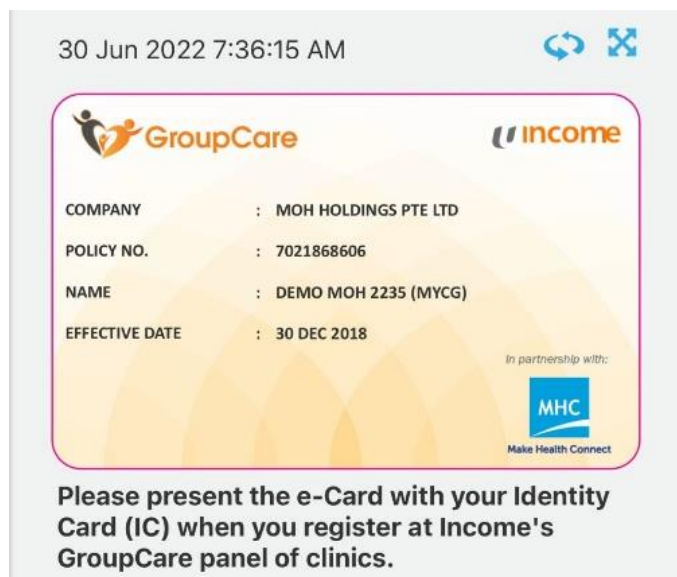 30 Jun 2022 7:36:15 AM
GroupCare
income
COMPANY : MOH HOLDINGS PTE LTD
POLICY NO. : 7021868606
NAME : DEMO MOH 2235 (MYCG)
EFFECTIVE DATE : 30 DEC 2018
In partnership with:
MHC
Make Health Connect
Please present the e-Card with your Identity
Card (IC) when you register at Income's
GroupCare panel of clinics.